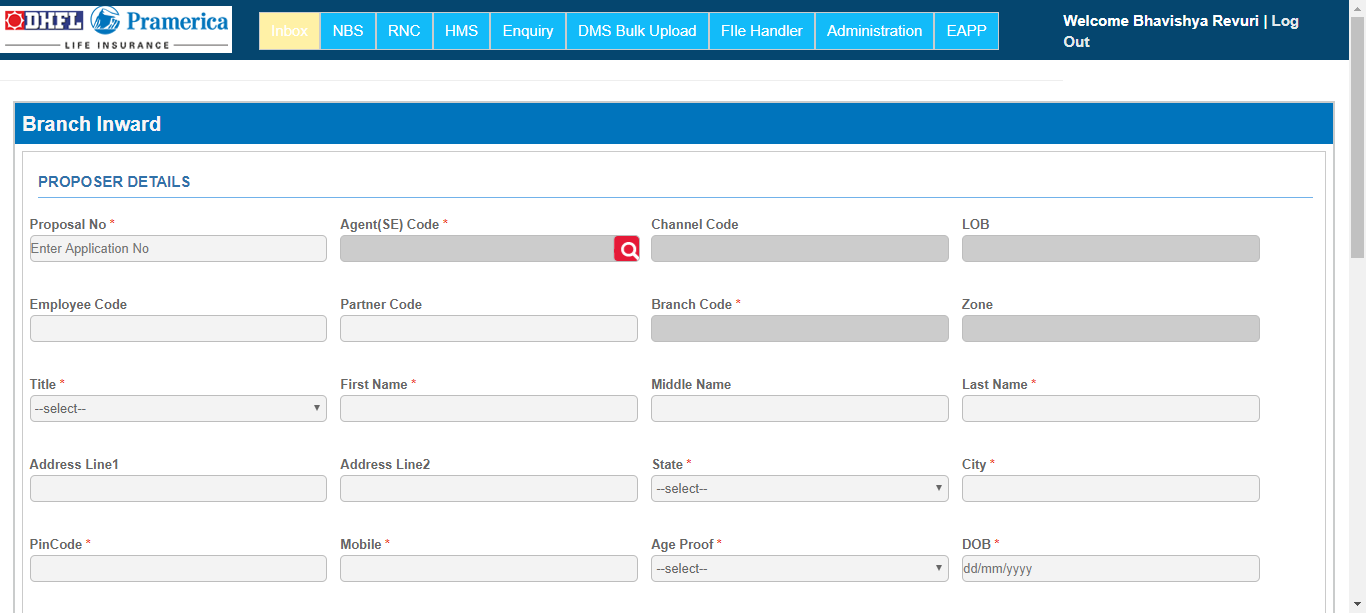 DHFL Pramerica
LIFE INSURANCE
Inbox NBS RNC HMS Enquiry DMS Bulk Upload FIle Handler Administration EAPP
Welcome Bhavishya Revuri | Log
Out
Branch Inward
PROPOSER DETAILS
Proposal No * Agent(SE) Code * Channel Code LOB
Enter Application No
Employee Code Partner Code Branch Code * Zone
Title * First Name * Middle Name Last Name *
--select--
Address Line1 Address Line2 State * City *
--select--
PinCode * Mobile * Age Proof * DOB *
--select-- dd/mm/yyyy